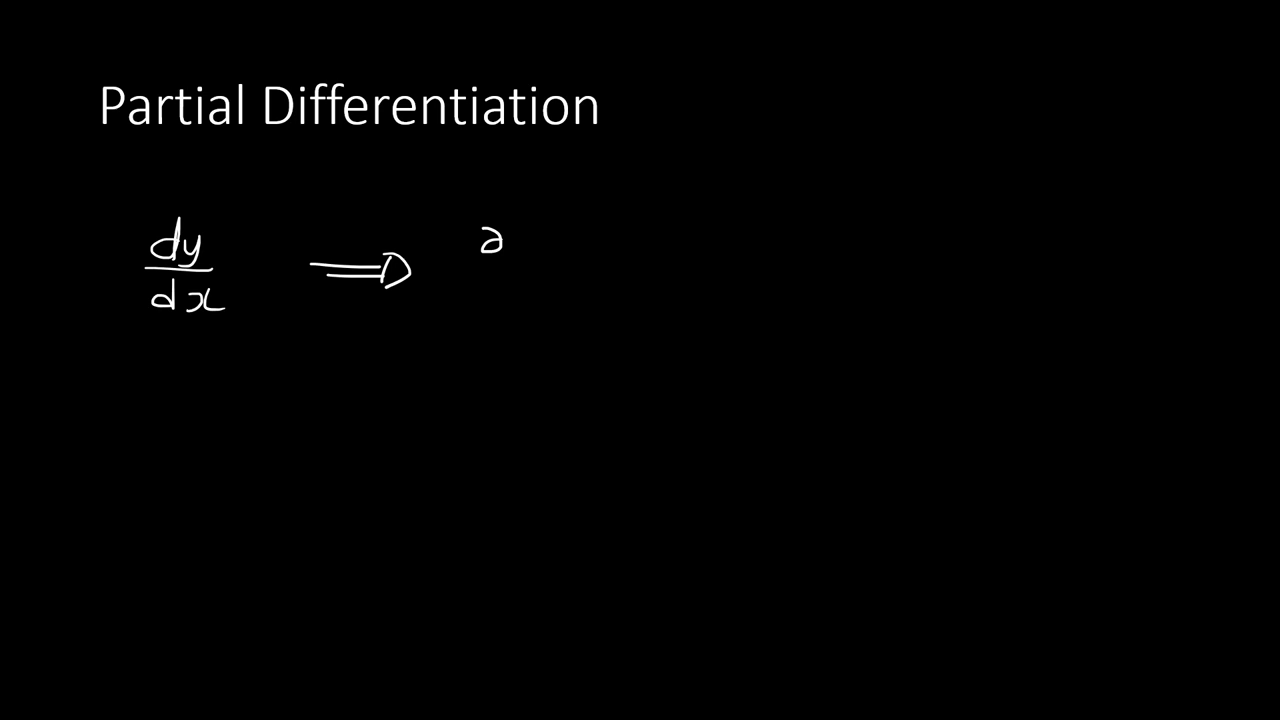 Partial Differentiation
dy ⇒ ∂
dx